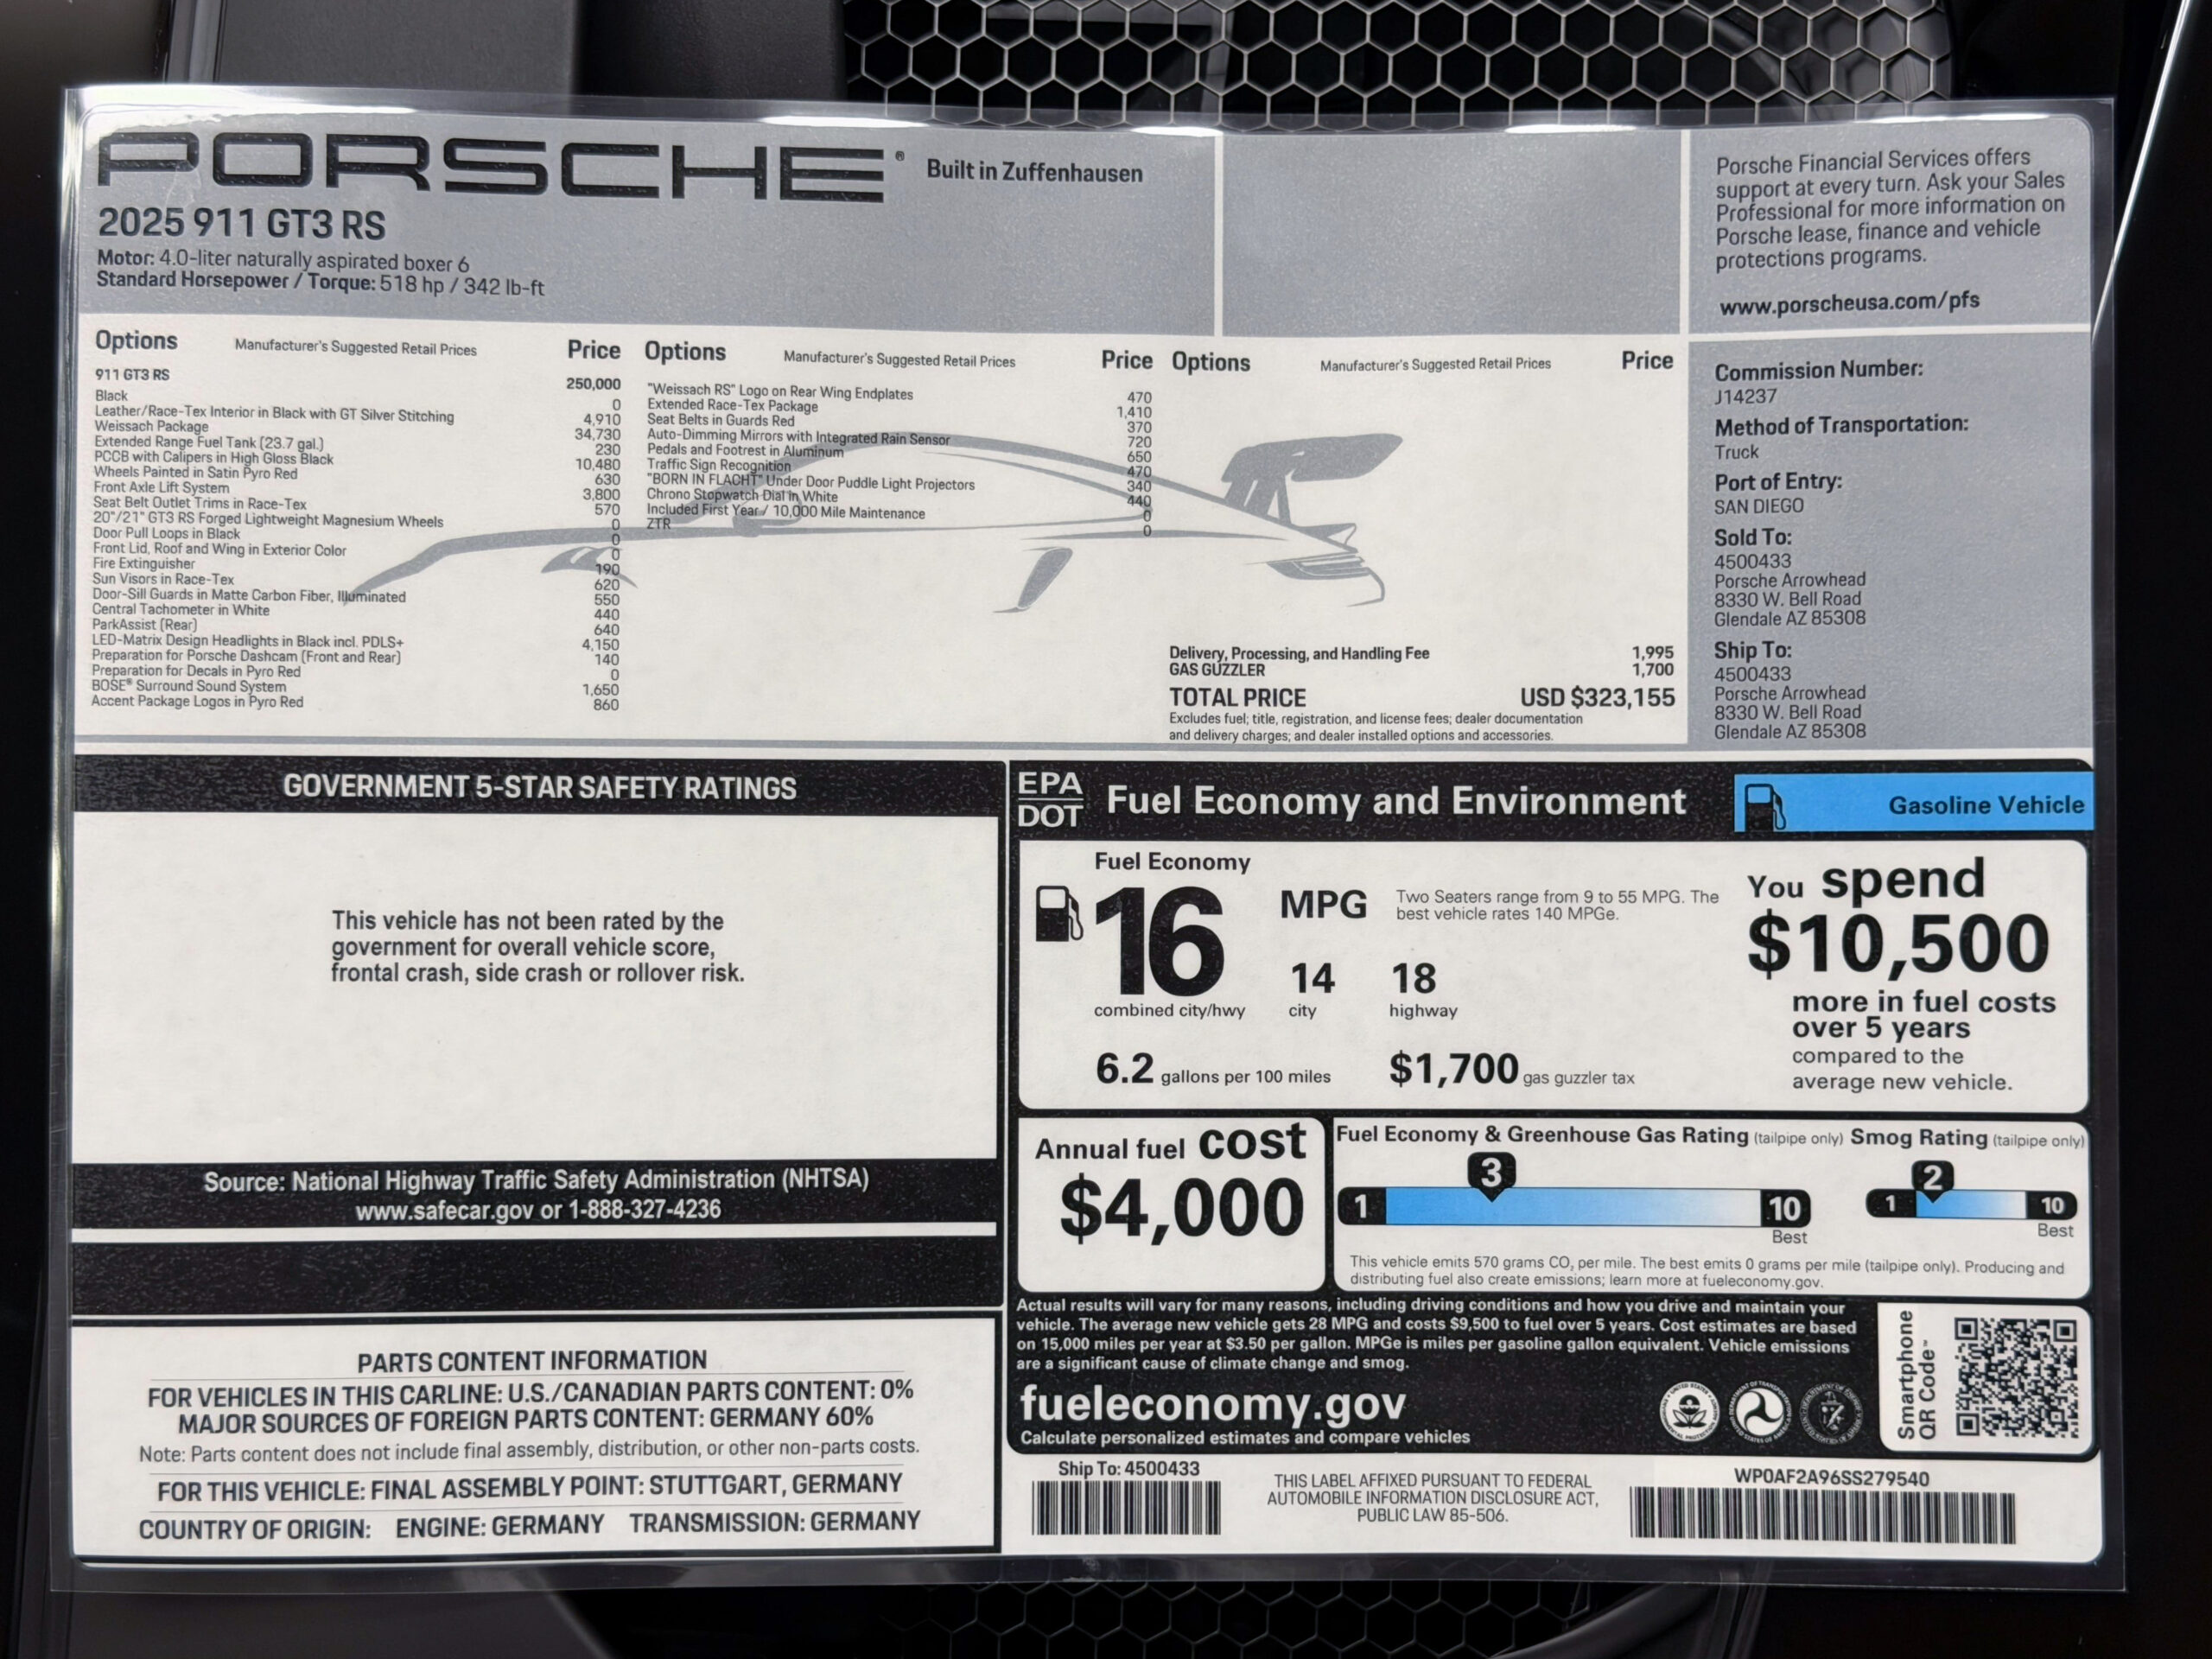 PORSCHE® Built in Zuffenhausen
2025 911 GT3 RS
Motor: 4.0-liter naturally aspirated boxer 6
Standard Horsepower / Torque: 518 hp / 342 lb-ft
Porsche Financial Services offers
support at every turn. Ask your Sales
Professional for more information on
Porsche lease, finance and vehicle
protections programs.
www.porscheusa.com/pfs
Options Manufacturer's Suggested Retail Prices Price
911 GT3 RS 250,000
Black 0
Leather/Race-Tex Interior in Black with GT Silver Stitching 4,910
Weissach Package 34,730
Extended Range Fuel Tank (23.7 gal.) 230
PCCB with Calipers in High Gloss Black 10,480
Wheels Painted in Satin Pyro Red 630
Front Axle Lift System 3,800
Seat Belt Outlet Trims in Race-Tex 570
20"/21" GT3 RS Forged Lightweight Magnesium Wheels 0
Door Pull Loops in Black 0
Front Lid, Roof and Wing in Exterior Color 0
Fire Extinguisher 190
Sun Visors in Race-Tex 620
Door-Sill Guards in Matte Carbon Fiber, Illuminated 550
Central Tachometer in White 440
ParkAssist (Rear) 640
LED-Matrix Design Headlights in Black incl. PDLS+ 4,150
Preparation for Porsche Dashcam (Front and Rear) 140
Preparation for Decals in Pyro Red 0
BOSE® Surround Sound System 1,650
Accent Package Logos in Pyro Red 860
Options Manufacturer's Suggested Retail Prices Price
"Weissach RS" Logo on Rear Wing Endplates 470
Extended Race-Tex Package 1,410
Seat Belts in Guards Red 370
Auto-Dimming Mirrors with Integrated Rain Sensor 720
Pedals and Footrest in Aluminum 650
Traffic Sign Recognition 470
"BORN IN FLACHT" Under Door Puddle Light Projectors 340
Chrono Stopwatch Dial in White 440
Included First Year / 10,000 Mile Maintenance 0
ZTR 0
Options Manufacturer's Suggested Retail Prices Price
Delivery, Processing, and Handling Fee 1,995
GAS GUZZLER 1,700
TOTAL PRICE USD $323,155
Excludes fuel; title, registration, and license fees; dealer documentation
and delivery charges; and dealer installed options and accessories.
Commission Number:
J14237
Method of Transportation:
Truck
Port of Entry:
SAN DIEGO
Sold To:
4500433
Porsche Arrowhead
8330 W. Bell Road
Glendale AZ 85308
Ship To:
4500433
Porsche Arrowhead
8330 W. Bell Road
Glendale AZ 85308
GOVERNMENT 5-STAR SAFETY RATINGS
This vehicle has not been rated by the
government for overall vehicle score,
frontal crash, side crash or rollover risk.
Source: National Highway Traffic Safety Administration (NHTSA)
www.safecar.gov or 1-888-327-4236
PARTS CONTENT INFORMATION
FOR VEHICLES IN THIS CARLINE: U.S./CANADIAN PARTS CONTENT: 0%
MAJOR SOURCES OF FOREIGN PARTS CONTENT: GERMANY 60%
Note: Parts content does not include final assembly, distribution, or other non-parts costs.
FOR THIS VEHICLE: FINAL ASSEMBLY POINT: STUTTGART, GERMANY
COUNTRY OF ORIGIN: ENGINE: GERMANY TRANSMISSION: GERMANY
EPA
DOT
Fuel Economy and Environment
Gasoline Vehicle
Fuel Economy
16 MPG
combined city/hwy
14
city
18
highway
Two Seaters range from 9 to 55 MPG. The
best vehicle rates 140 MPGe.
6.2 gallons per 100 miles
$1,700 gas guzzler tax
You spend
$10,500
more in fuel costs
over 5 years
compared to the
average new vehicle.
Annual fuel cost
$4,000
Fuel Economy & Greenhouse Gas Rating (tailpipe only)
3
1 10
Best
Smog Rating (tailpipe only)
2
1 10
Best
This vehicle emits 570 grams CO₂ per mile. The best emits 0 grams per mile (tailpipe only). Producing and
distributing fuel also create emissions; learn more at fueleconomy.gov.
Actual results will vary for many reasons, including driving conditions and how you drive and maintain your
vehicle. The average new vehicle gets 28 MPG and costs $9,500 to fuel over 5 years. Cost estimates are based
on 15,000 miles per year at $3.50 per gallon. MPGe is miles per gasoline gallon equivalent. Vehicle emissions
are a significant cause of climate change and smog.
fueleconomy.gov
Calculate personalized estimates and compare vehicles
Smartphone
QR Code™
Ship To: 4500433
THIS LABEL AFFIXED PURSUANT TO FEDERAL
AUTOMOBILE INFORMATION DISCLOSURE ACT,
PUBLIC LAW 85-506.
WP0AF2A96SS279540